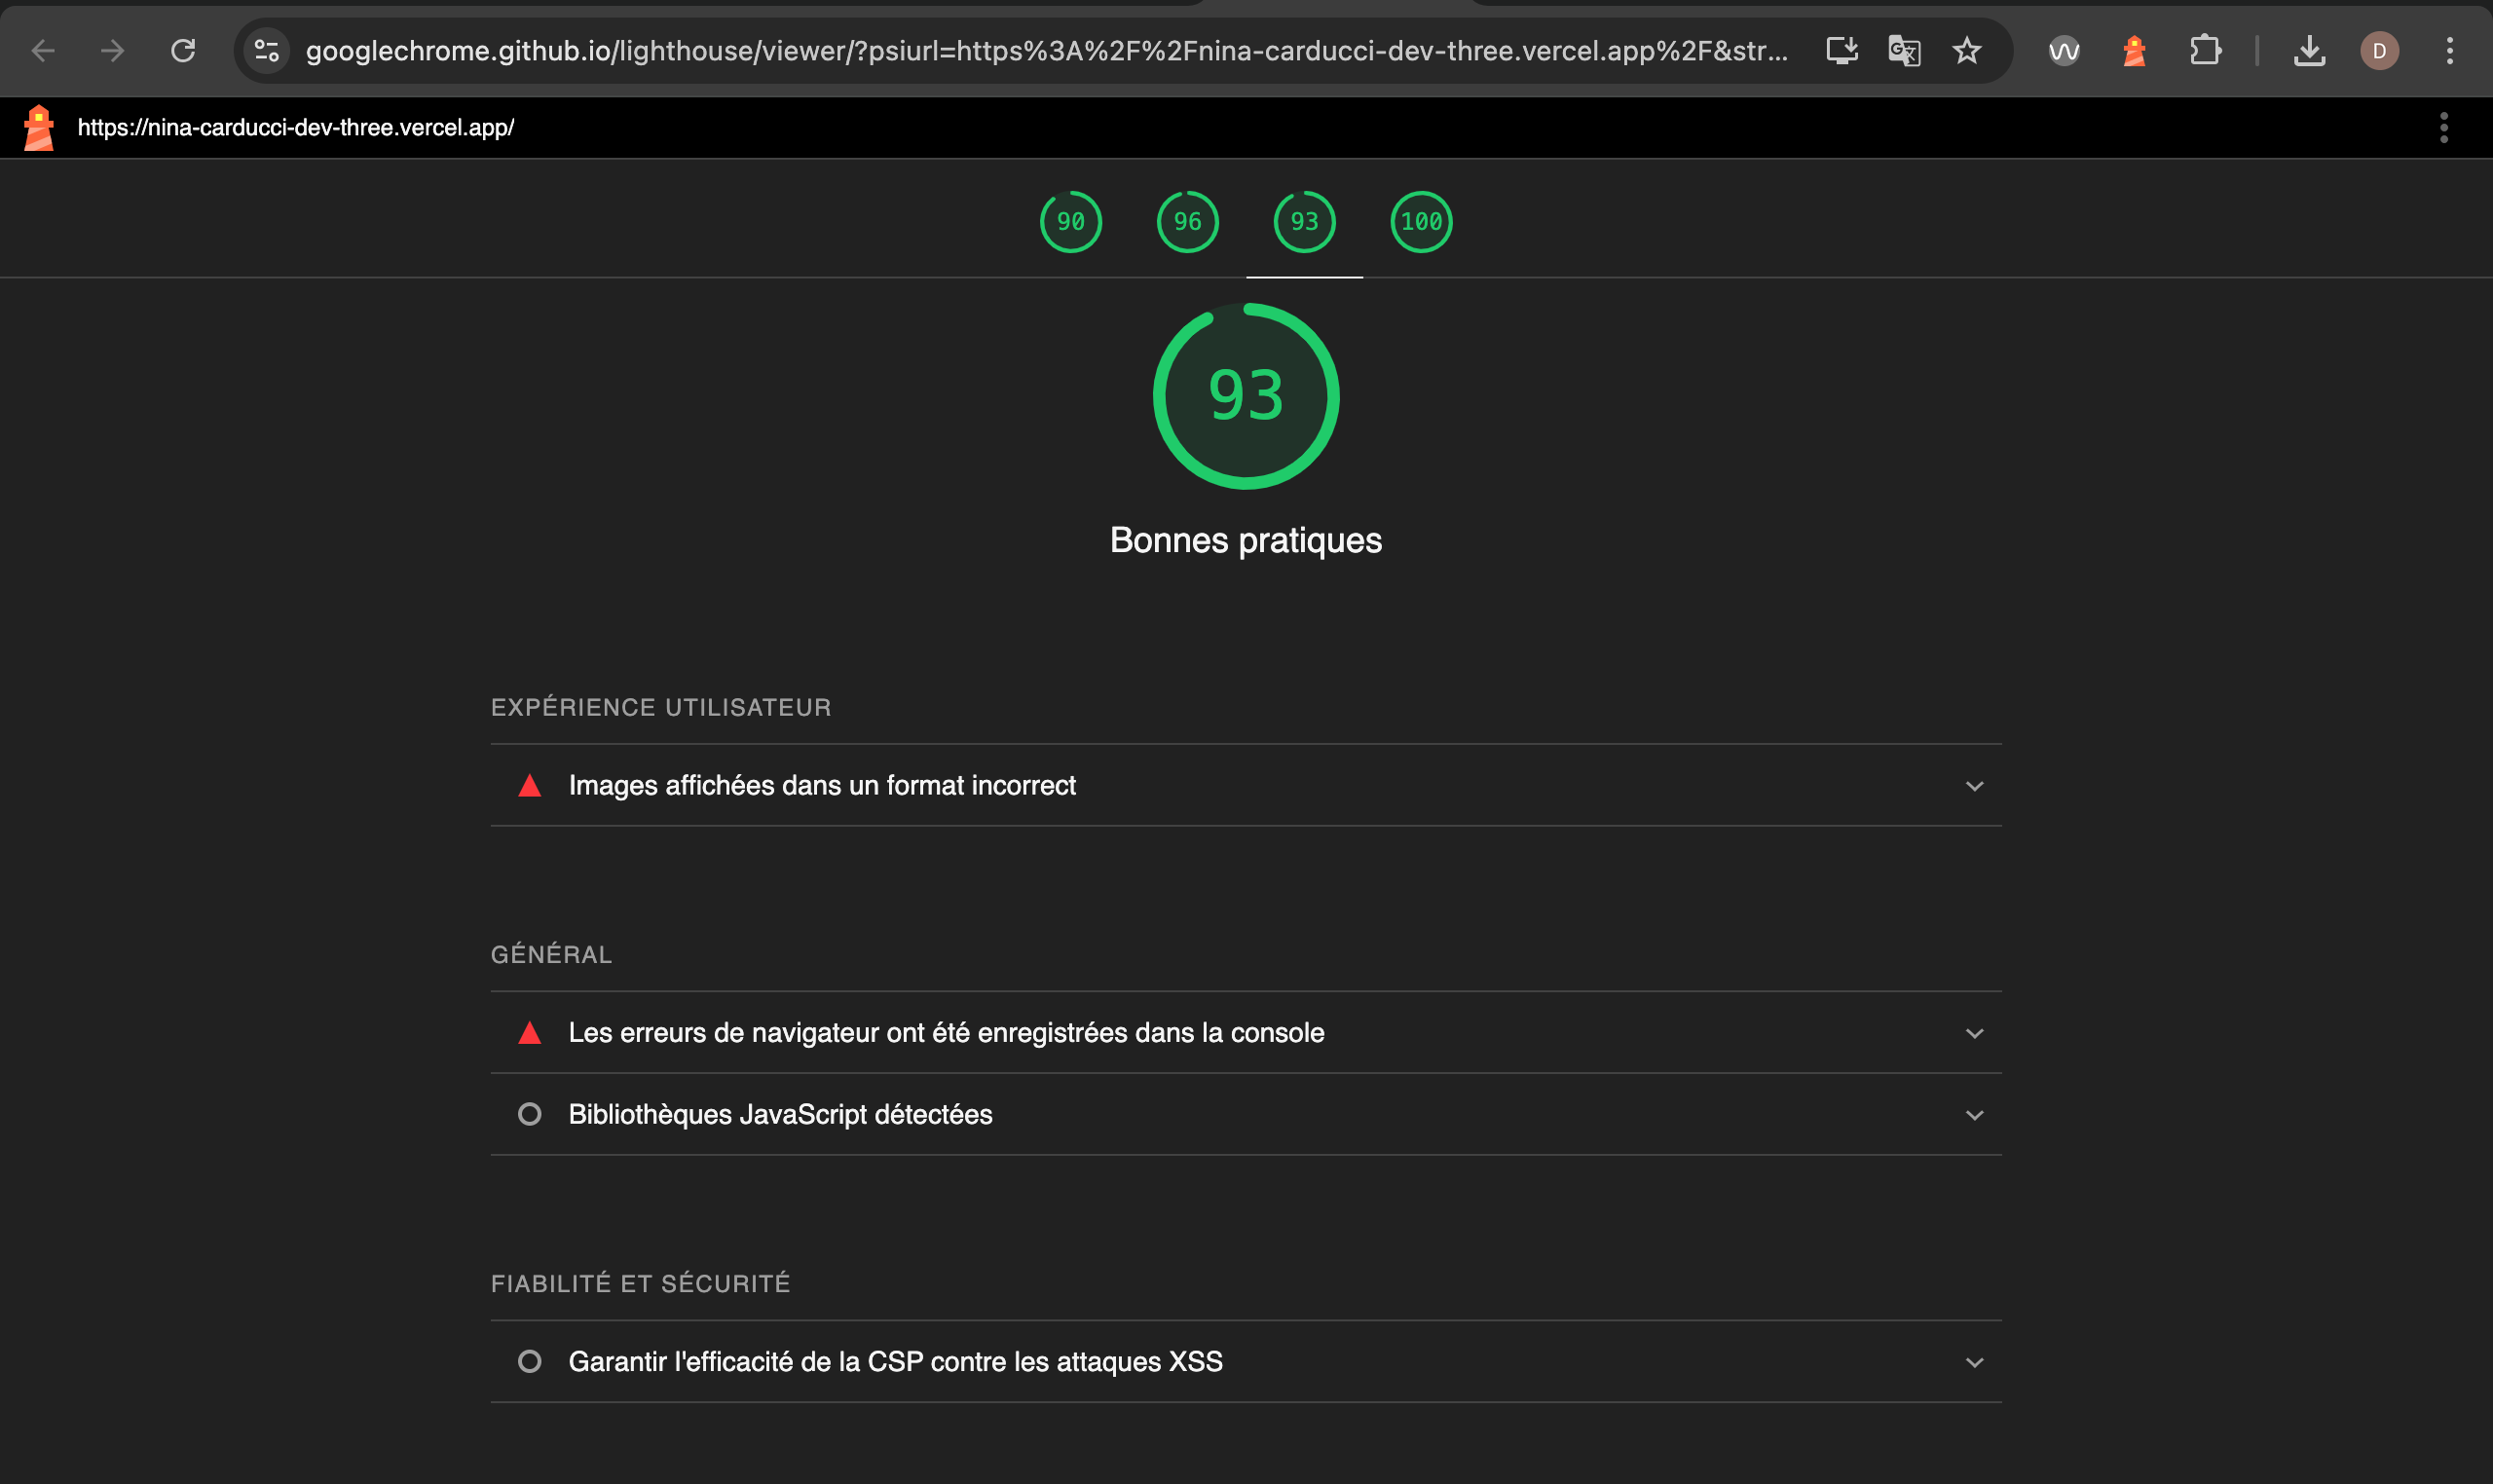 googlechrome.github.io/lighthouse/viewer/?psiurl=https%3A%2F%2Fnina-carducci-dev-three.vercel.app%2F&str...
D
https://nina-carducci-dev-three.vercel.app/
90 96 93 100
93
Bonnes pratiques
EXPÉRIENCE UTILISATEUR
Images affichées dans un format incorrect
GÉNÉRAL
Les erreurs de navigateur ont été enregistrées dans la console
Bibliothèques JavaScript détectées
FIABILITÉ ET SÉCURITÉ
Garantir l'efficacité de la CSP contre les attaques XSS